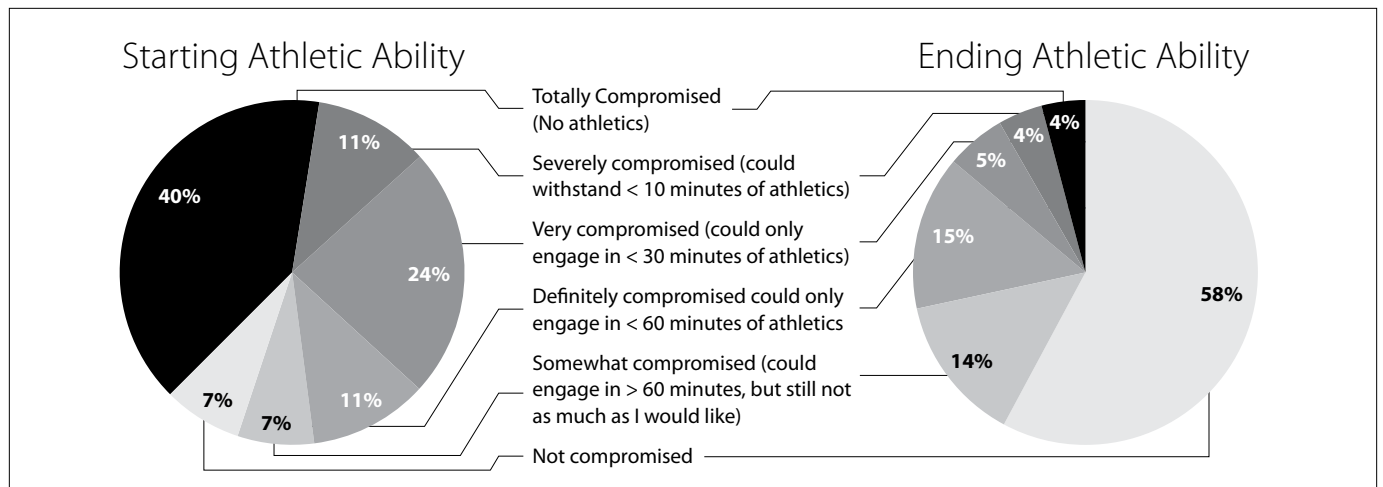 Starting Athletic Ability
Ending Athletic Ability
Totally Compromised
(No athletics)
Severely compromised (could
withstand < 10 minutes of athletics)
Very compromised (could only
engage in < 30 minutes of athletics)
Definitely compromised could only
engage in < 60 minutes of athletics
Somewhat compromised (could
engage in > 60 minutes, but still not
as much as I would like)
Not compromised
40%
11%
24%
11%
7%
7%
4%
4%
5%
15%
14%
58%